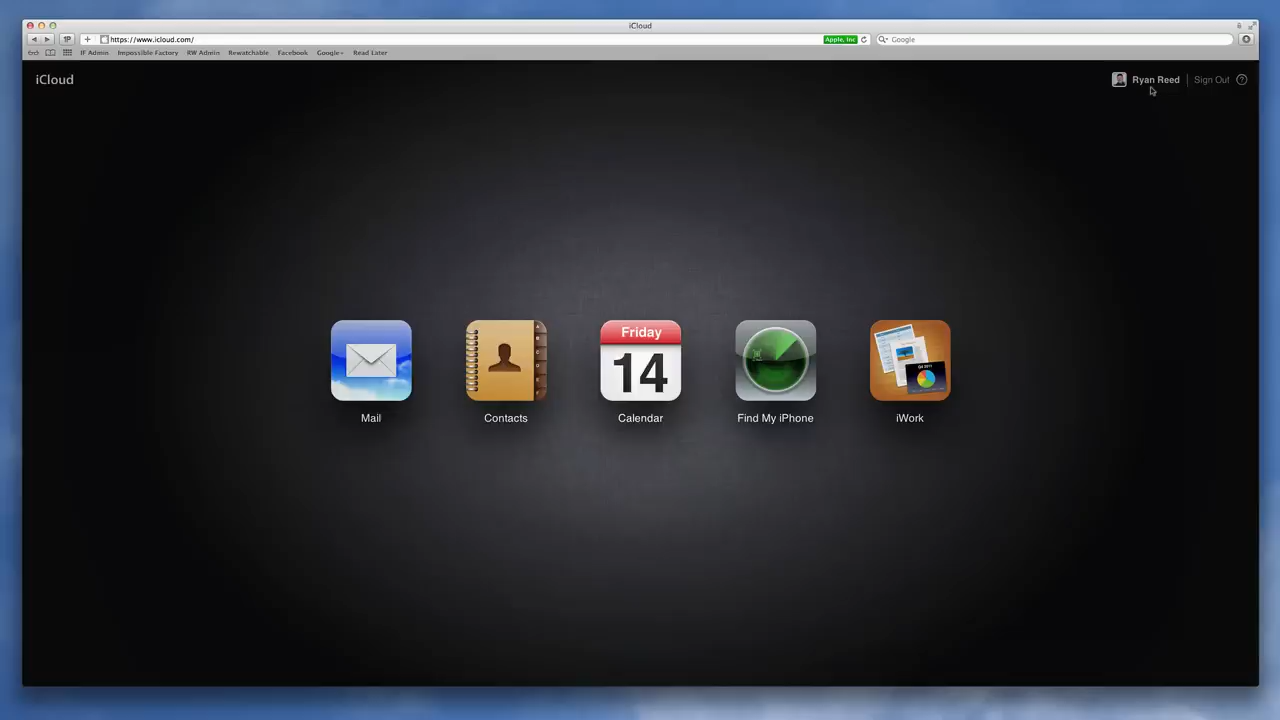 iCloud
1P
+
https://www.icloud.com/
Apple, Inc
Google
IF Admin
Impossible Factory
RW Admin
Rewatchable
Facebook
Google+
Read Later
iCloud
Ryan Reed
Sign Out
?
Friday
14
Mail
Contacts
Calendar
Find My iPhone
iWork